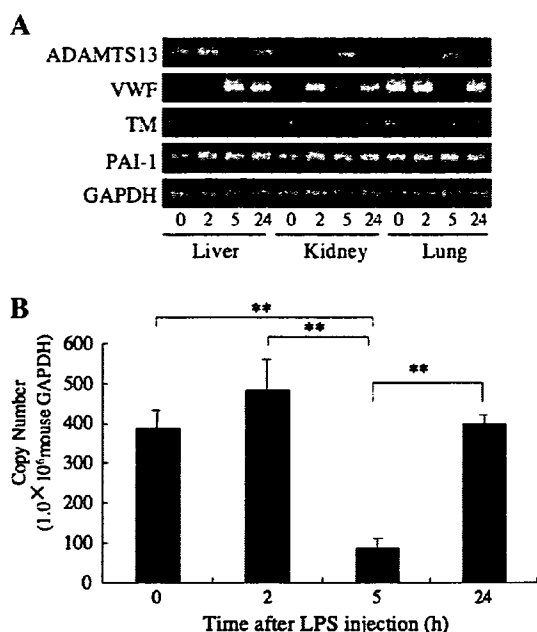 A
ADAMTS13
VWF
TM
PAI-1
GAPDH
0 2 5 24 0 2 5 24 0 2 5 24
Liver Kidney Lung
B
** 
**
**
Copy Number
(1.0×10⁶mouse GAPDH)
600
500
400
300
200
100
0
0 2 5 24
Time after LPS injection (h)